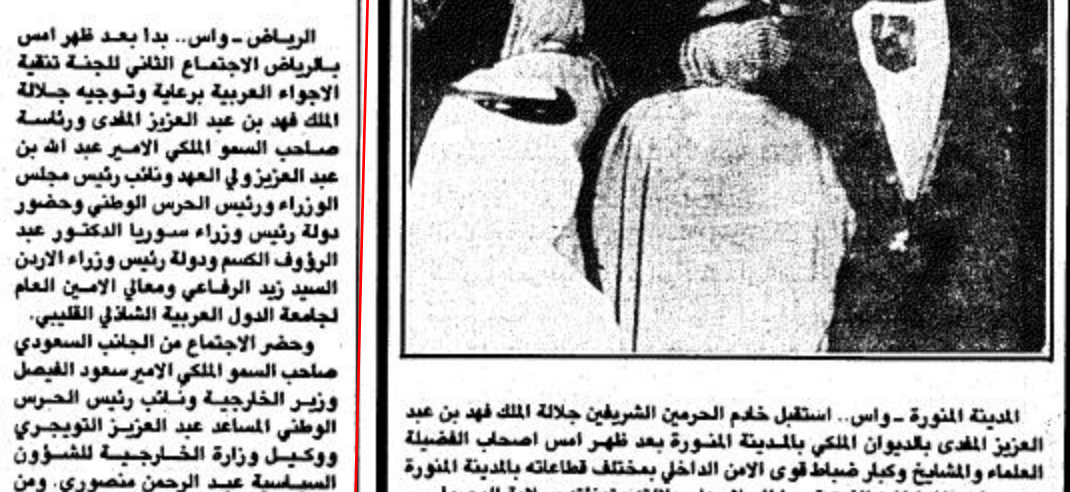 الرياض ـ واس.. بدا بعد ظهر امس
بالرياض الاجتماع الثاني للجنة تنقية
الاجواء العربية برعاية وتوجيه جلالة
الملك فهد بن عبد العزيز المفدى ورئاسة
صاحب السمو الملكي الامير عبد الله بن
عبد العزيز ولي العهد ونائب رئيس مجلس
الوزراء ورئيس الحرس الوطني وحضور
دولة رئيس وزراء سوريا الدكتور عبد
الرؤوف الكسم ودولة رئيس وزراء الاردن
السيد زيد الرفاعي ومعالي الامين العام
لجامعة الدول العربية الشاذلي القليبي.
وحضر الاجتماع من الجانب السعودي
صاحب السمو الملكي الامير سعود الفيصل
وزير الخارجية ونائب رئيس الحرس
الوطني المساعد عبد العزيز التويجري
ووكيل وزارة الخارجية للشؤون
السياسية عبد الرحمن منصوري. ومن
المدينة المنورة ـ واس.. استقبل خادم الحرمين الشريفين جلالة الملك فهد بن عبد
العزيز المفدى بالديوان الملكي بالمدينة المنورة بعد ظهر امس اصحاب الفضيلة
العلماء والمشايخ وكبار ضباط قوى الامن الداخلي بمختلف قطاعاته بالمدينة المنورة